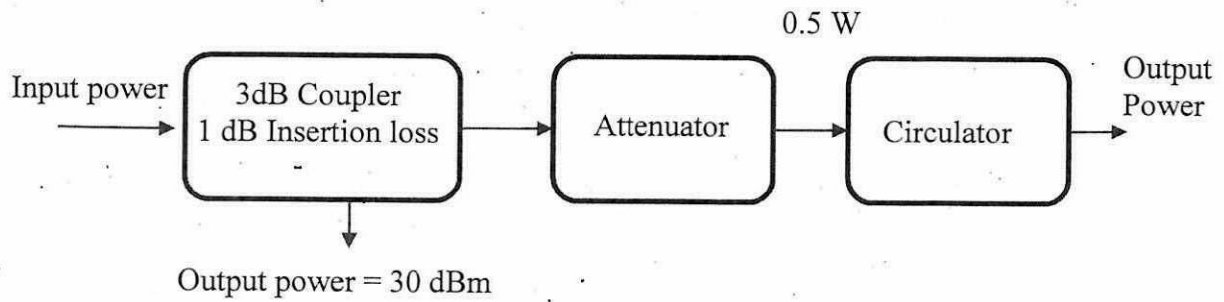 0.5 W
Input power
3dB Coupler
1 dB Insertion loss
Attenuator
Circulator
Output
Power
Output power = 30 dBm